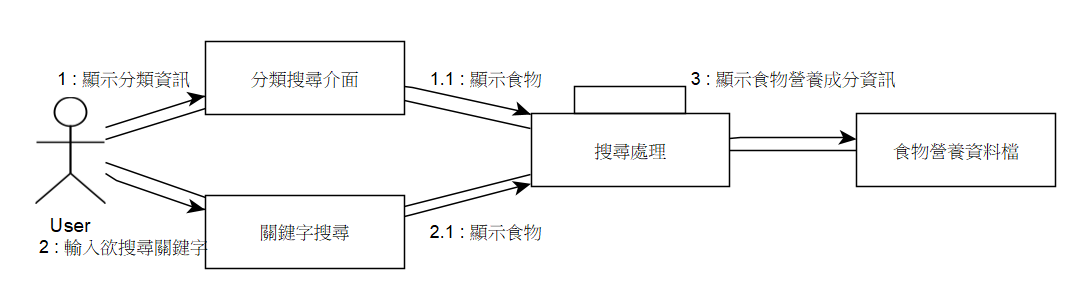 1 : 顯示分類資訊
分類搜尋介面
1.1 : 顯示食物
3 : 顯示食物營養成分資訊
搜尋處理
食物營養資料檔
User
2 : 輸入欲搜尋關鍵字
關鍵字搜尋
2.1 : 顯示食物